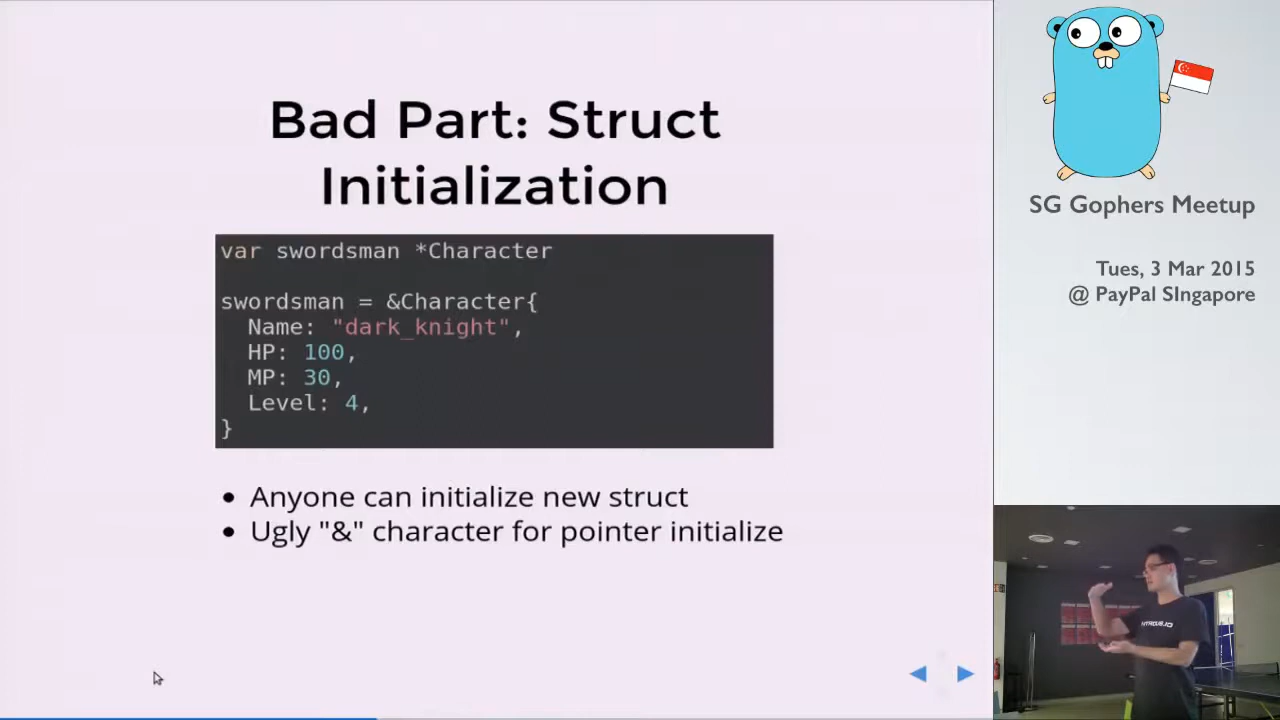 Bad Part: Struct
Initialization
var swordsman *Character
swordsman = &Character{
Name: "dark_knight",
HP: 100,
MP: 30,
Level: 4,
}
• Anyone can initialize new struct
• Ugly "&" character for pointer initialize
SG Gophers Meetup
Tues, 3 Mar 2015
@ PayPal SIngapore